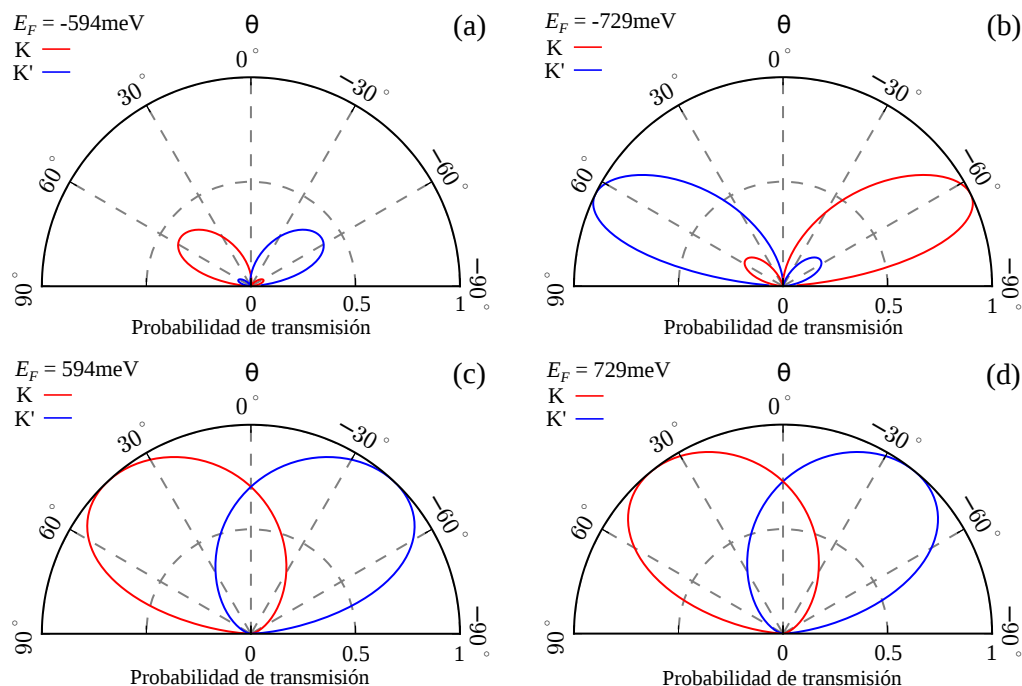 E_F = -594meV
θ
(a)
K
K'
0°
30°
−30°
60°
−60°
90°
−90°
0
0.5
1
Probabilidad de transmisión
E_F = -729meV
θ
(b)
K
K'
0°
30°
−30°
60°
−60°
90°
−90°
0
0.5
1
Probabilidad de transmisión
E_F = 594meV
θ
(c)
K
K'
0°
30°
−30°
60°
−60°
90°
−90°
0
0.5
1
Probabilidad de transmisión
E_F = 729meV
θ
(d)
K
K'
0°
30°
−30°
60°
−60°
90°
−90°
0
0.5
1
Probabilidad de transmisión